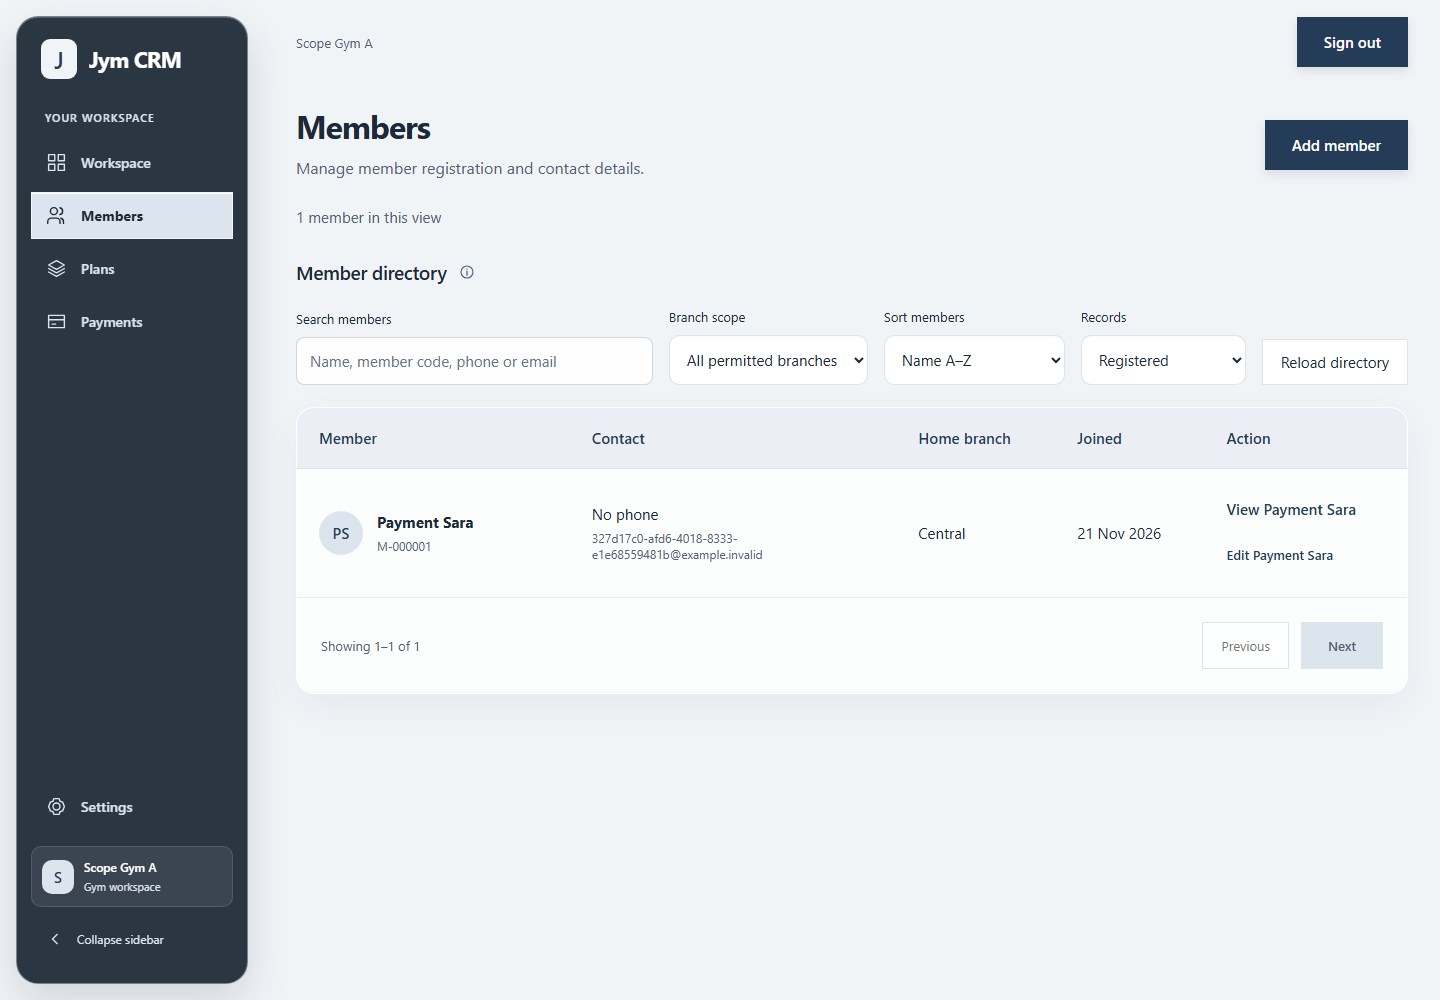 J
Jym CRM
YOUR WORKSPACE
Workspace
Members
Plans
Payments
Settings
S
Scope Gym A
Gym workspace
Collapse sidebar
Scope Gym A
Sign out
Members
Manage member registration and contact details.
Add member
1 member in this view
Member directory
Search members
Name, member code, phone or email
Branch scope
All permitted branches
Sort members
Name A–Z
Records
Registered
Reload directory
Member
Contact
Home branch
Joined
Action
PS
Payment Sara
M-000001
No phone
327d17c0-afd6-4018-8333-
e1e68559481b@example.invalid
Central
21 Nov 2026
View Payment Sara
Edit Payment Sara
Showing 1–1 of 1
Previous
Next